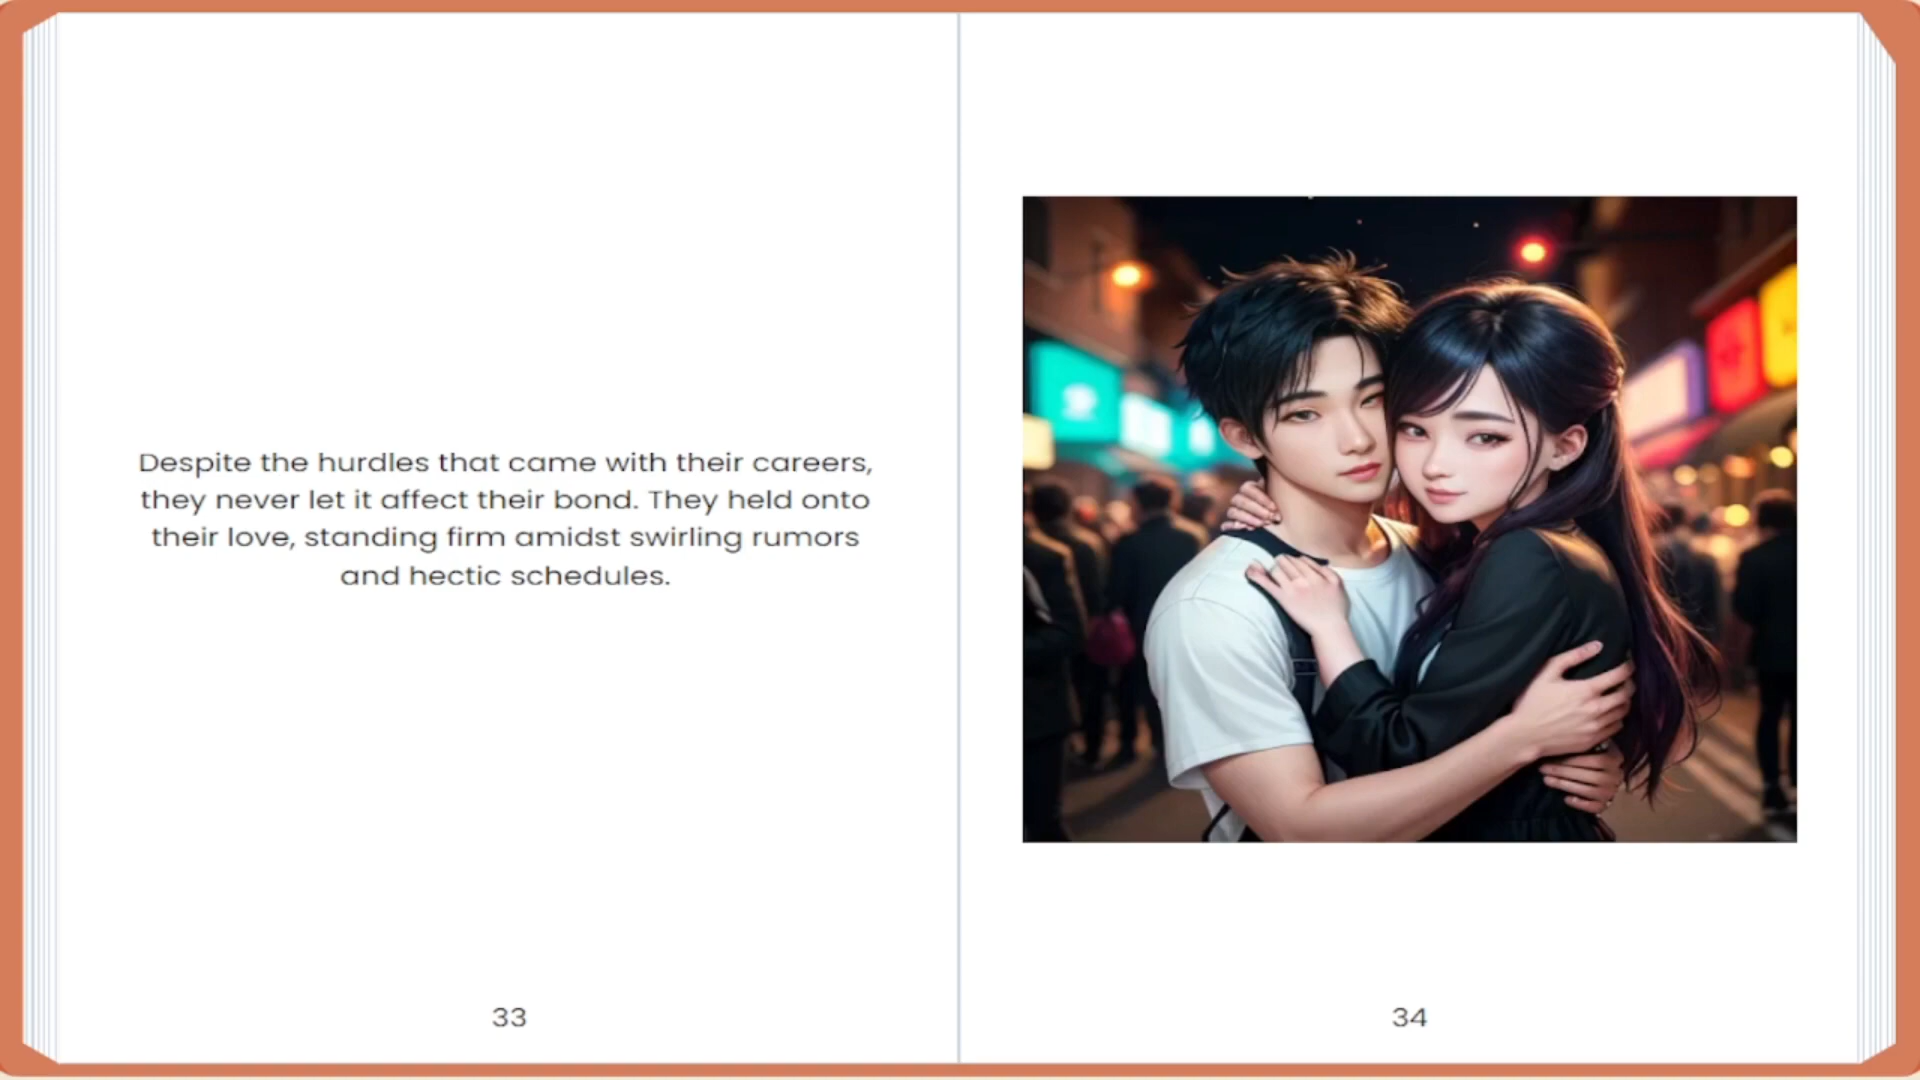 Despite the hurdles that came with their careers,
they never let it affect their bond. They held onto
their love, standing firm amidst swirling rumors
and hectic schedules.
33
34